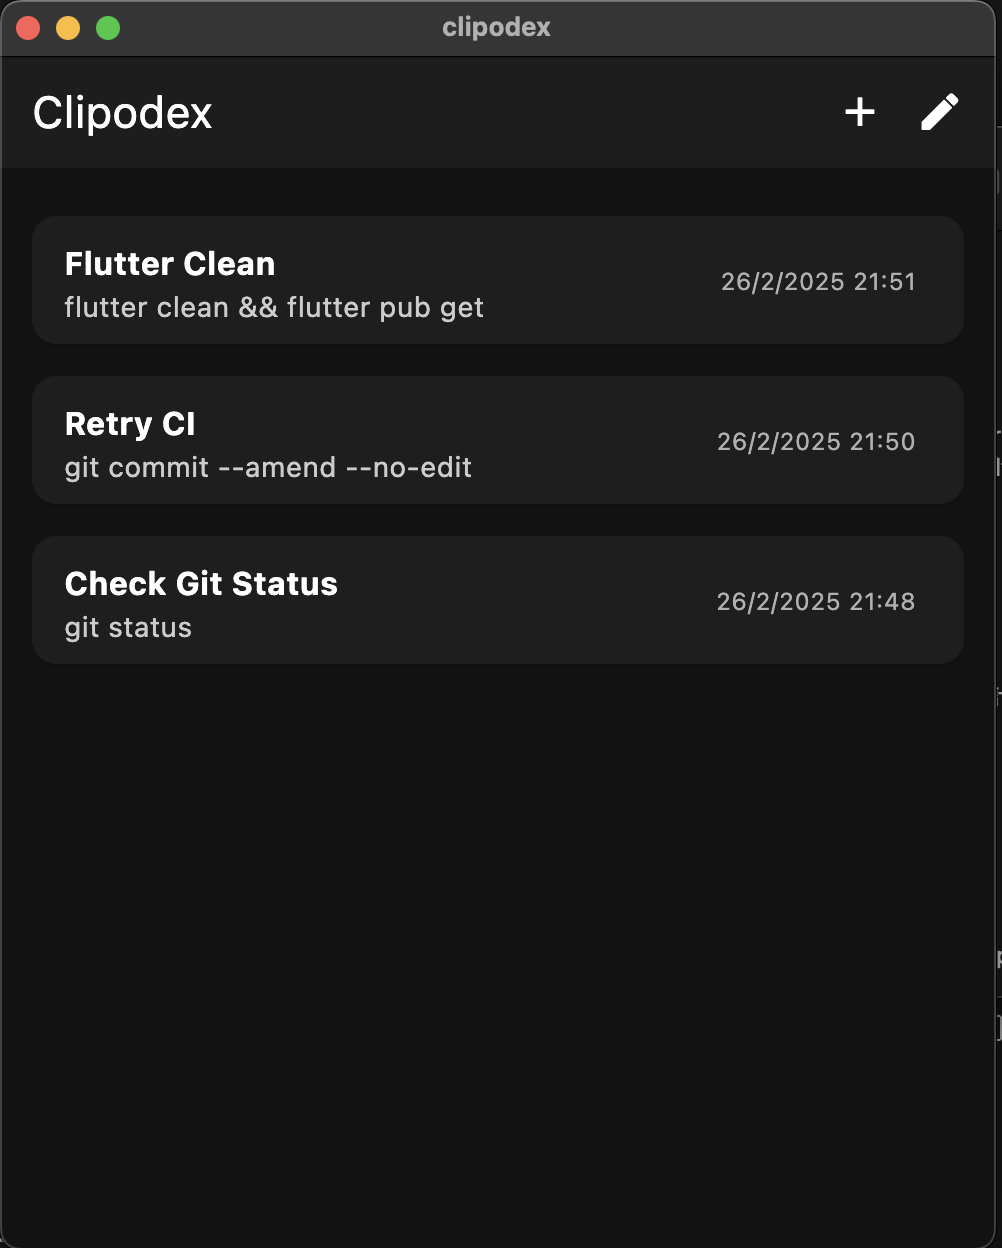 clipodex
Clipodex
Flutter Clean
flutter clean && flutter pub get
26/2/2025 21:51
Retry CI
git commit --amend --no-edit
26/2/2025 21:50
Check Git Status
git status
26/2/2025 21:48